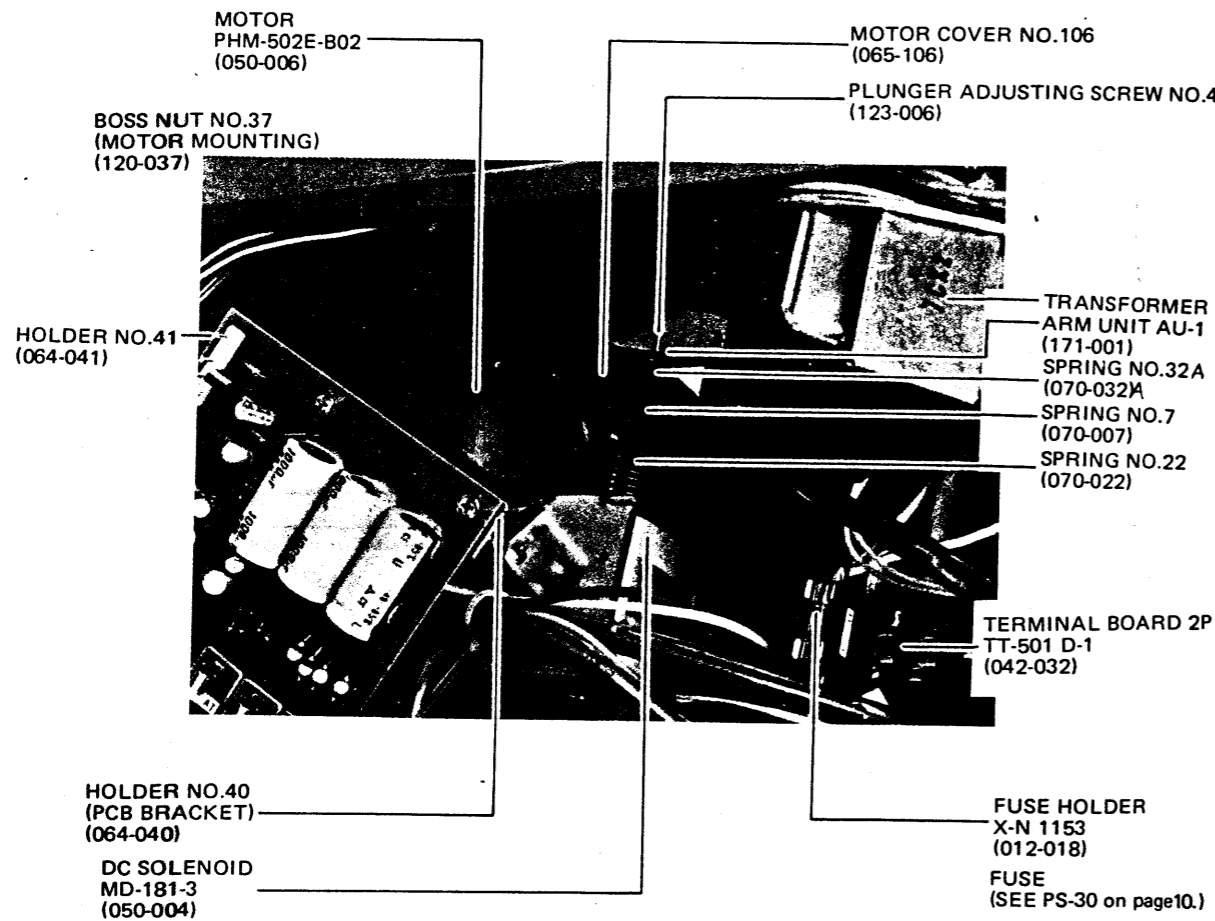 MOTOR
PHM-502E-B02
(050-006)
MOTOR COVER NO.106
(065-106)
PLUNGER ADJUSTING SCREW NO.4
(123-006)
BOSS NUT NO.37
(MOTOR MOUNTING)
(120-037)
HOLDER NO.41
(064-041)
TRANSFORMER
ARM UNIT AU-1
(171-001)
SPRING NO.32A
(070-032A)
SPRING NO.7
(070-007)
SPRING NO.22
(070-022)
TERMINAL BOARD 2P
TT-501 D-1
(042-032)
HOLDER NO.40
(PCB BRACKET)
(064-040)
DC SOLENOID
MD-181-3
(050-004)
FUSE HOLDER
X-N 1153
(012-018)
FUSE
(SEE PS-30 on page10.)